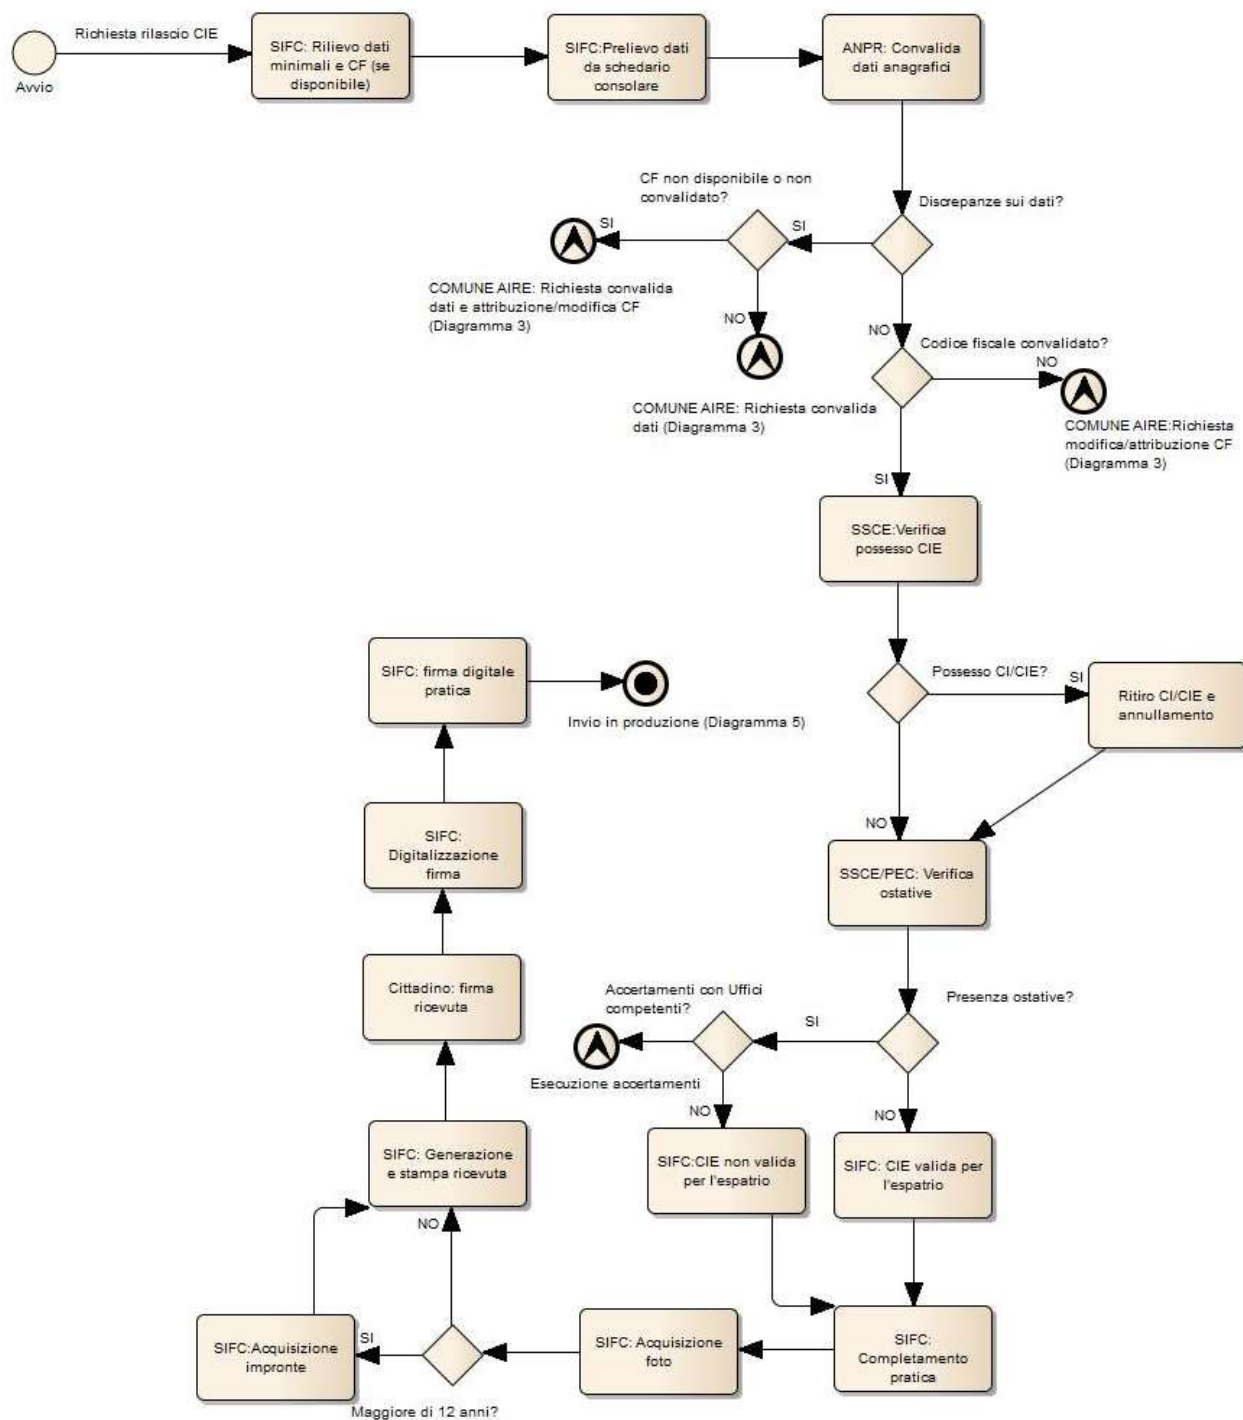 Richiesta rilascio CIE
Avvio
SIFC: Rilievo dati
minimali e CF (se
disponibile)
SIFC:Prelievo dati
da schedario
consolare
ANPR: Convalida
dati anagrafici
CF non disponibile o non
convalidato?
Discrepanze sui dati?
SI
SI
COMUNE AIRE: Richiesta convalida
dati e attribuzione/modifica CF
(Diagramma 3)
NO
NO
Codice fiscale convalidato?
NO
COMUNE AIRE: Richiesta convalida
dati (Diagramma 3)
COMUNE AIRE:Richiesta
modifica/attribuzione CF
(Diagramma 3)
SI
SSCE:Verifica
possesso CIE
SIFC: firma digitale
pratica
Invio in produzione (Diagramma 5)
Possesso CI/CIE?
SI
Ritiro CI/CIE e
annullamento
NO
SIFC:
Digitalizzazione
firma
SSCE/PEC: Verifica
ostative
Cittadino: firma
ricevuta
Accertamenti con Uffici
competenti?
Presenza ostative?
SI
Esecuzione accertamenti
NO
NO
SIFC: Generazione
e stampa ricevuta
SIFC:CIE non valida
per l'espatrio
SIFC: CIE valida per
l'espatrio
NO
SIFC:Acquisizione
impronte
SI
Maggiore di 12 anni?
SIFC: Acquisizione
foto
SIFC:
Completamento
pratica